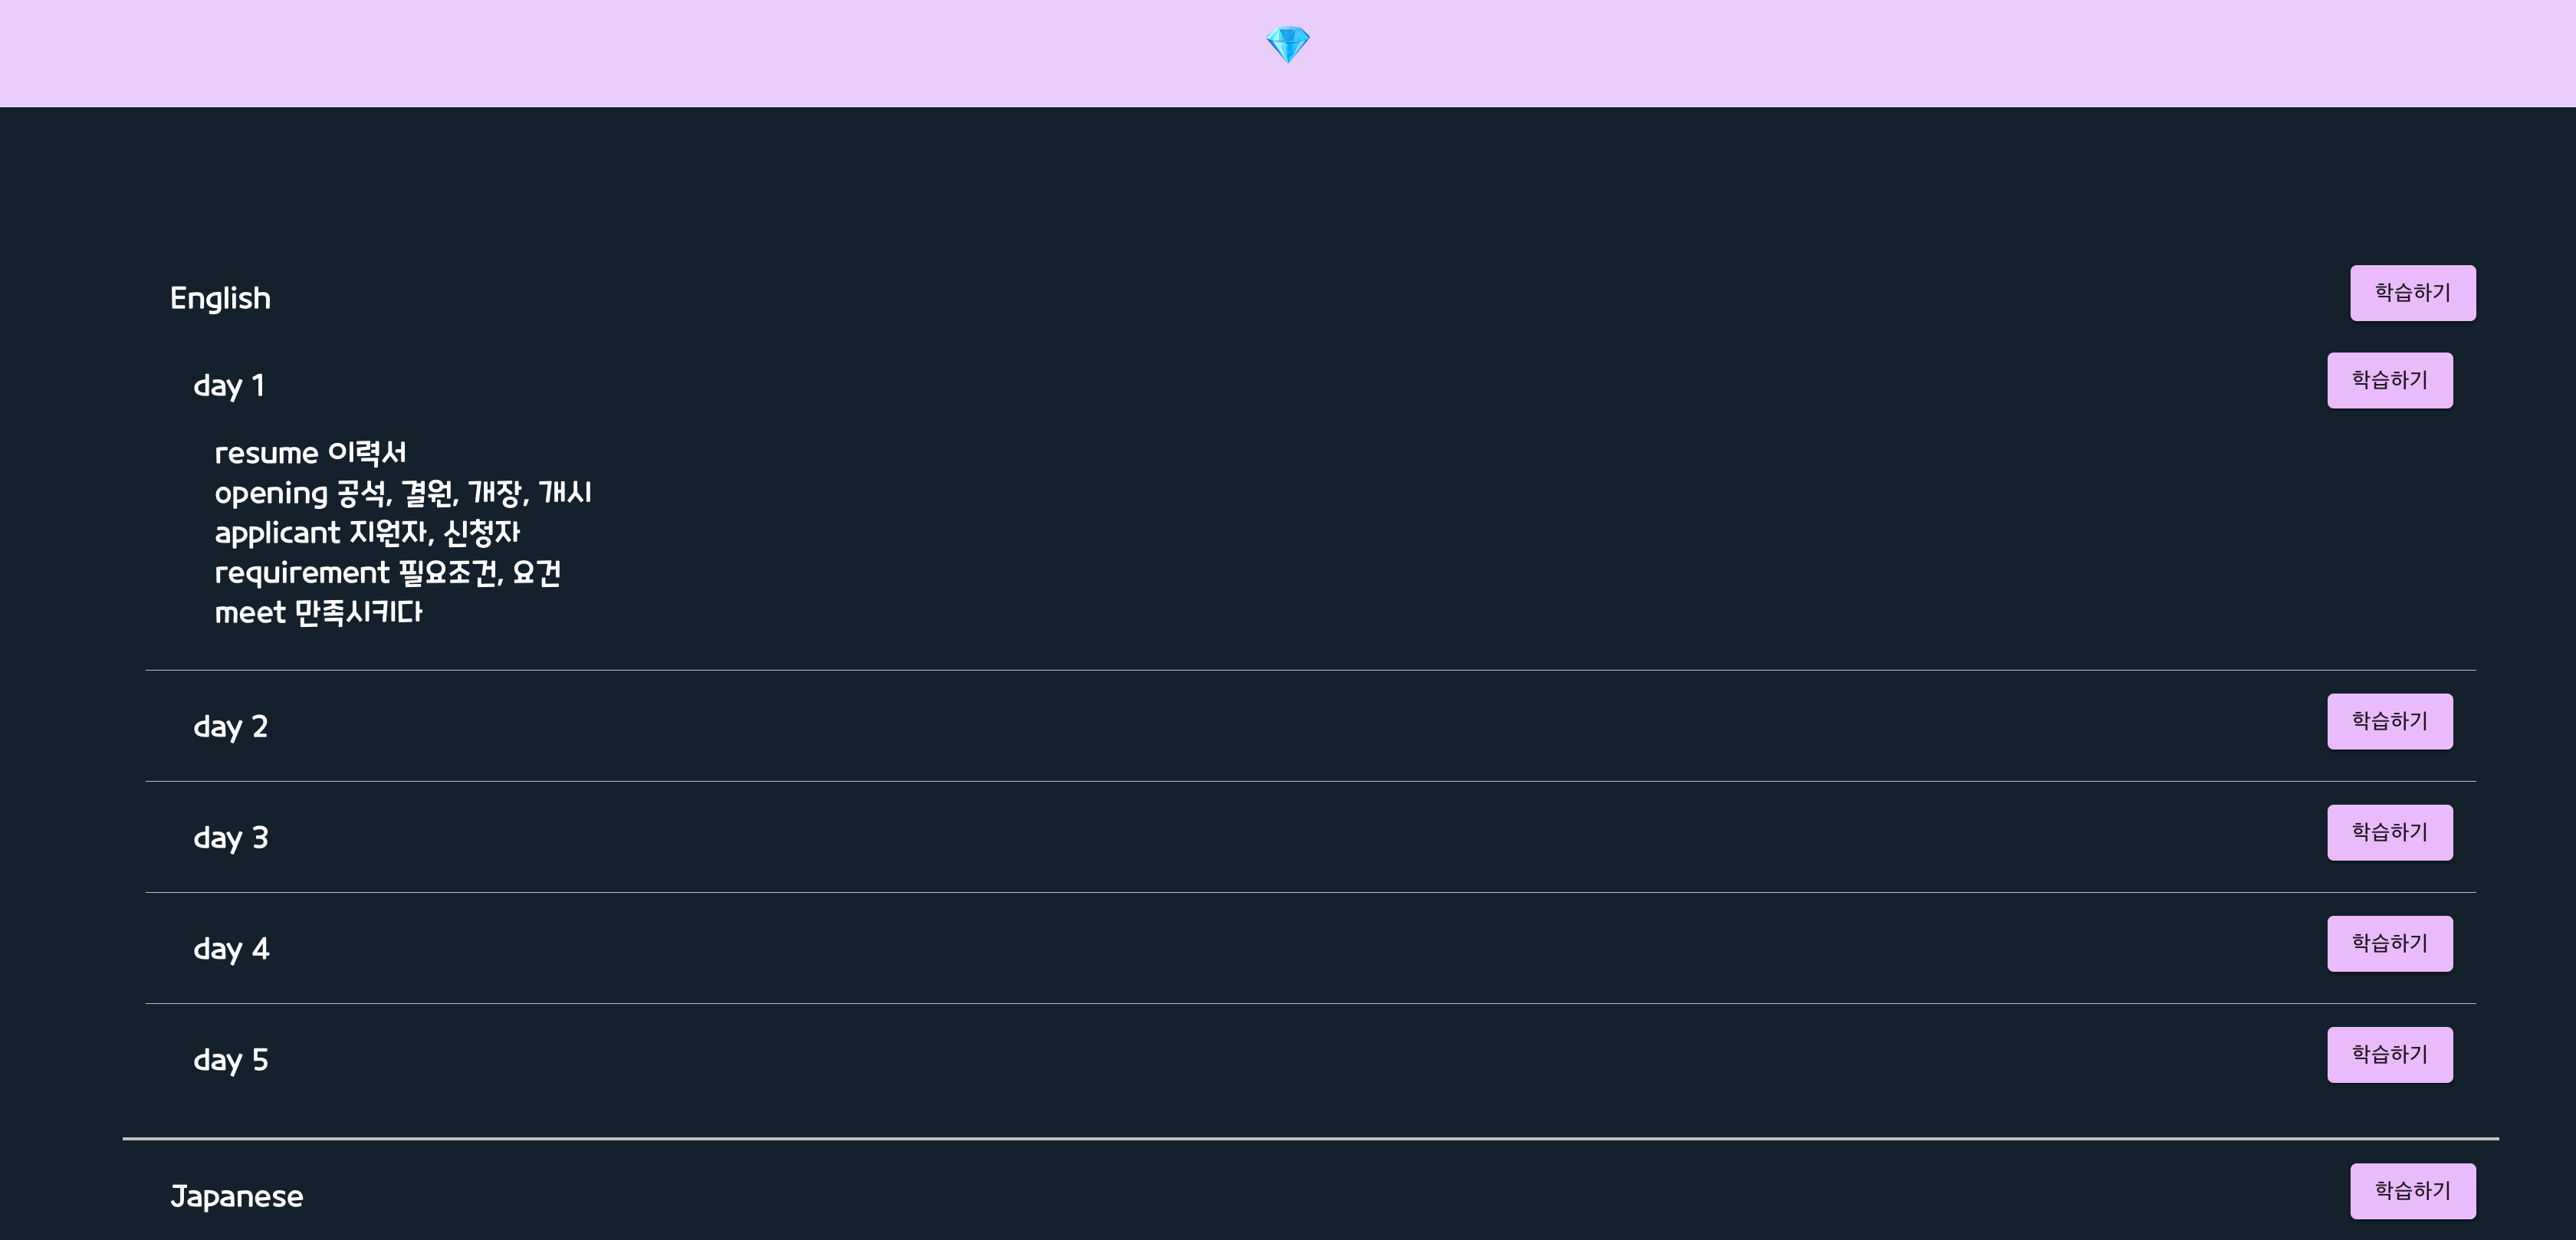 English
학습하기
day 1
학습하기
resume 이력서
opening 공석, 결원, 개장, 개시
applicant 지원자, 신청자
requirement 필요조건, 요건
meet 만족시키다
day 2
학습하기
day 3
학습하기
day 4
학습하기
day 5
학습하기
Japanese
학습하기